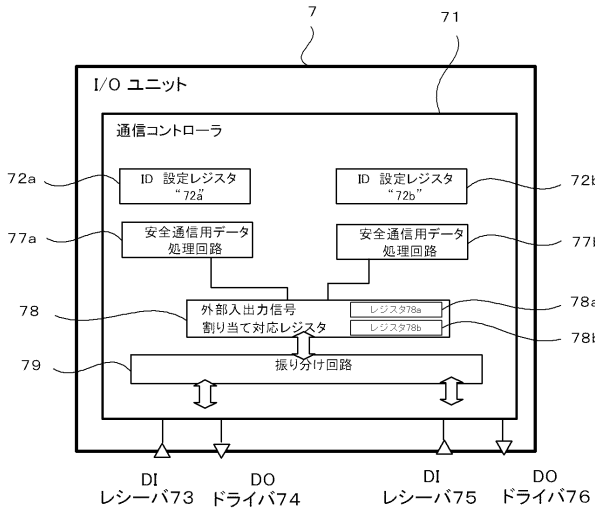 7
71
I/O ユニット
通信コントローラ
72a
ID 設定レジスタ
“72a”
ID 設定レジスタ
“72b”
72b
77a
安全通信用データ
処理回路
安全通信用データ
処理回路
77b
78
外部入出力信号
割り当て対応レジスタ
レジスタ78a
レジスタ78b
78a
78b
79
振り分け回路
DI
レシーバ73
DO
ドライバ74
DI
レシーバ75
DO
ドライバ76